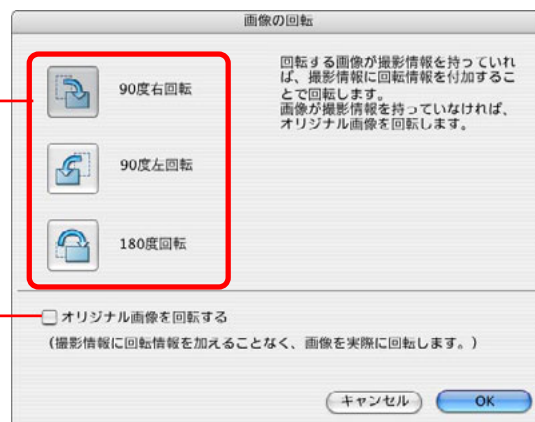 画像の回転
90度右回転
90度左回転
180度回転
回転する画像が撮影情報を持っていれ
ば、撮影情報に回転情報を付加するこ
とで回転します。
画像が撮影情報を持っていなければ、
オリジナル画像を回転します。
オリジナル画像を回転する
（撮影情報に回転情報を加えることなく、画像を実際に回転します。）
キャンセル
OK